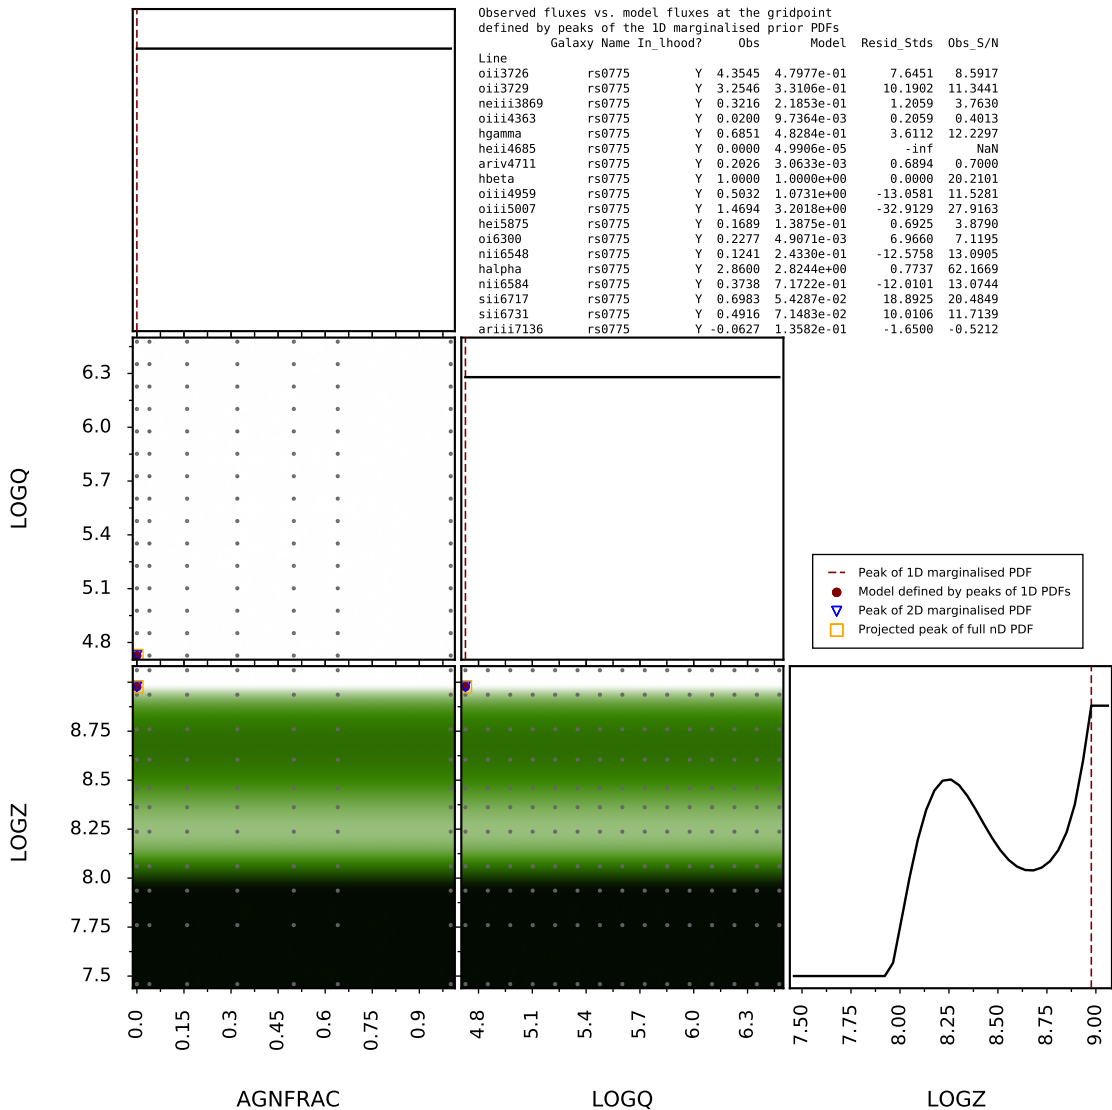 Observed fluxes vs. model fluxes at the gridpoint
defined by peaks of the 1D marginalised prior PDFs
Galaxy Name In_lhood? Obs Model Resid_Stds Obs_S/N
Line
oii3726 rs0775 Y 4.3545 4.7977e-01 7.6451 8.5917
oii3729 rs0775 Y 3.2546 3.3106e-01 10.1902 11.3441
neiii3869 rs0775 Y 0.3216 2.1853e-01 1.2059 3.7630
oiii4363 rs0775 Y 0.0200 9.7364e-03 0.2059 0.4013
hgamma rs0775 Y 0.6851 4.8284e-01 3.6112 12.2297
heii4685 rs0775 Y 0.0000 4.9906e-05 -inf NaN
ariv4711 rs0775 Y 0.2026 3.0633e-03 0.6894 0.7000
hbeta rs0775 Y 1.0000 1.0000e+00 0.0000 20.2101
oiii4959 rs0775 Y 0.5032 1.0731e+00 -13.0581 11.5281
oiii5007 rs0775 Y 1.4694 3.2018e+00 -32.9129 27.9163
hei5875 rs0775 Y 0.1689 1.3875e-01 0.6925 3.8790
oi6300 rs0775 Y 0.2277 4.9071e-03 6.9660 7.1195
nii6548 rs0775 Y 0.1241 2.4330e-01 -12.5758 13.0905
halpha rs0775 Y 2.8600 2.8244e+00 0.7737 62.1669
nii6584 rs0775 Y 0.3738 7.1722e-01 -12.0101 13.0744
sii6717 rs0775 Y 0.6983 5.4287e-02 18.8925 20.4849
sii6731 rs0775 Y 0.4916 7.1483e-02 10.0106 11.7139
ariii7136 rs0775 Y -0.0627 1.3582e-01 -1.6500 -0.5212
6.3
6.0
5.7
5.4
5.1
4.8
LOGQ
Peak of 1D marginalised PDF
Model defined by peaks of 1D PDFs
Peak of 2D marginalised PDF
Projected peak of full nD PDF
8.75
8.5
8.25
8.0
7.75
7.5
LOGZ
0.0 0.15 0.3 0.45 0.6 0.75 0.9
4.8 5.1 5.4 5.7 6.0 6.3
7.50 7.75 8.00 8.25 8.50 8.75 9.00
AGNFRAC LOGQ LOGZ